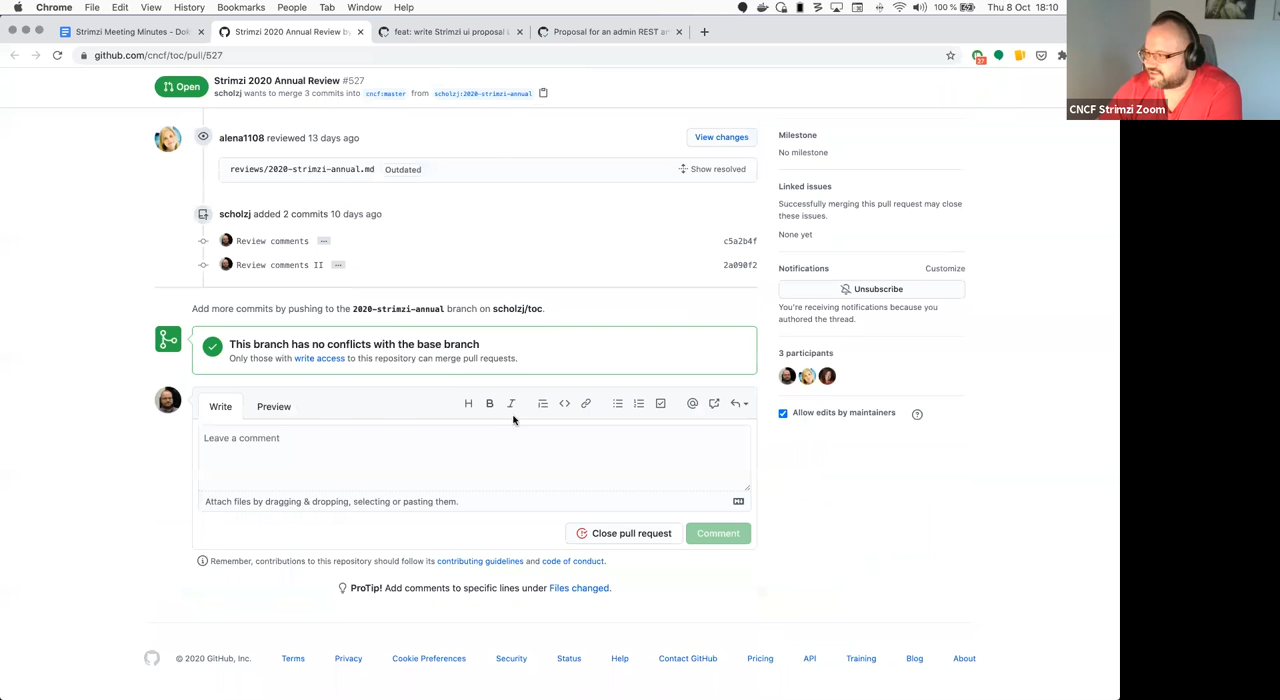 Chrome File Edit View History Bookmarks People Tab Window Help 100 % Thu 8 Oct 18:10
Strimzi Meeting Minutes - Dok Strimzi 2020 Annual Review by feat: write Strimzi ui proposal Proposal for an admin REST
github.com/cncf/toc/pull/527
27
CNCF Strimzi Zoom
Open
Strimzi 2020 Annual Review #527
scholzj wants to merge 3 commits into cncf:master from scholzj:2020-strimzi-annual
alena1108 reviewed 13 days ago
View changes
reviews/2020-strimzi-annual.md Outdated
Show resolved
scholzj added 2 commits 10 days ago
Review comments ... c5a2b4f
Review comments II ... 2a090f2
Add more commits by pushing to the 2020-strimzi-annual branch on scholzj/toc.
This branch has no conflicts with the base branch
Only those with write access to this repository can merge pull requests.
Write Preview
H B I
Leave a comment
Attach files by dragging & dropping, selecting or pasting them.
Close pull request
Comment
Remember, contributions to this repository should follow its contributing guidelines and code of conduct.
ProTip! Add comments to specific lines under Files changed.
Milestone
No milestone
Linked issues
Successfully merging this pull request may close
these issues.
None yet
Notifications Customize
Unsubscribe
You're receiving notifications because you
authored the thread.
3 participants
Allow edits by maintainers ?
© 2020 GitHub, Inc. Terms Privacy Cookie Preferences Security Status Help Contact GitHub Pricing API Training Blog About